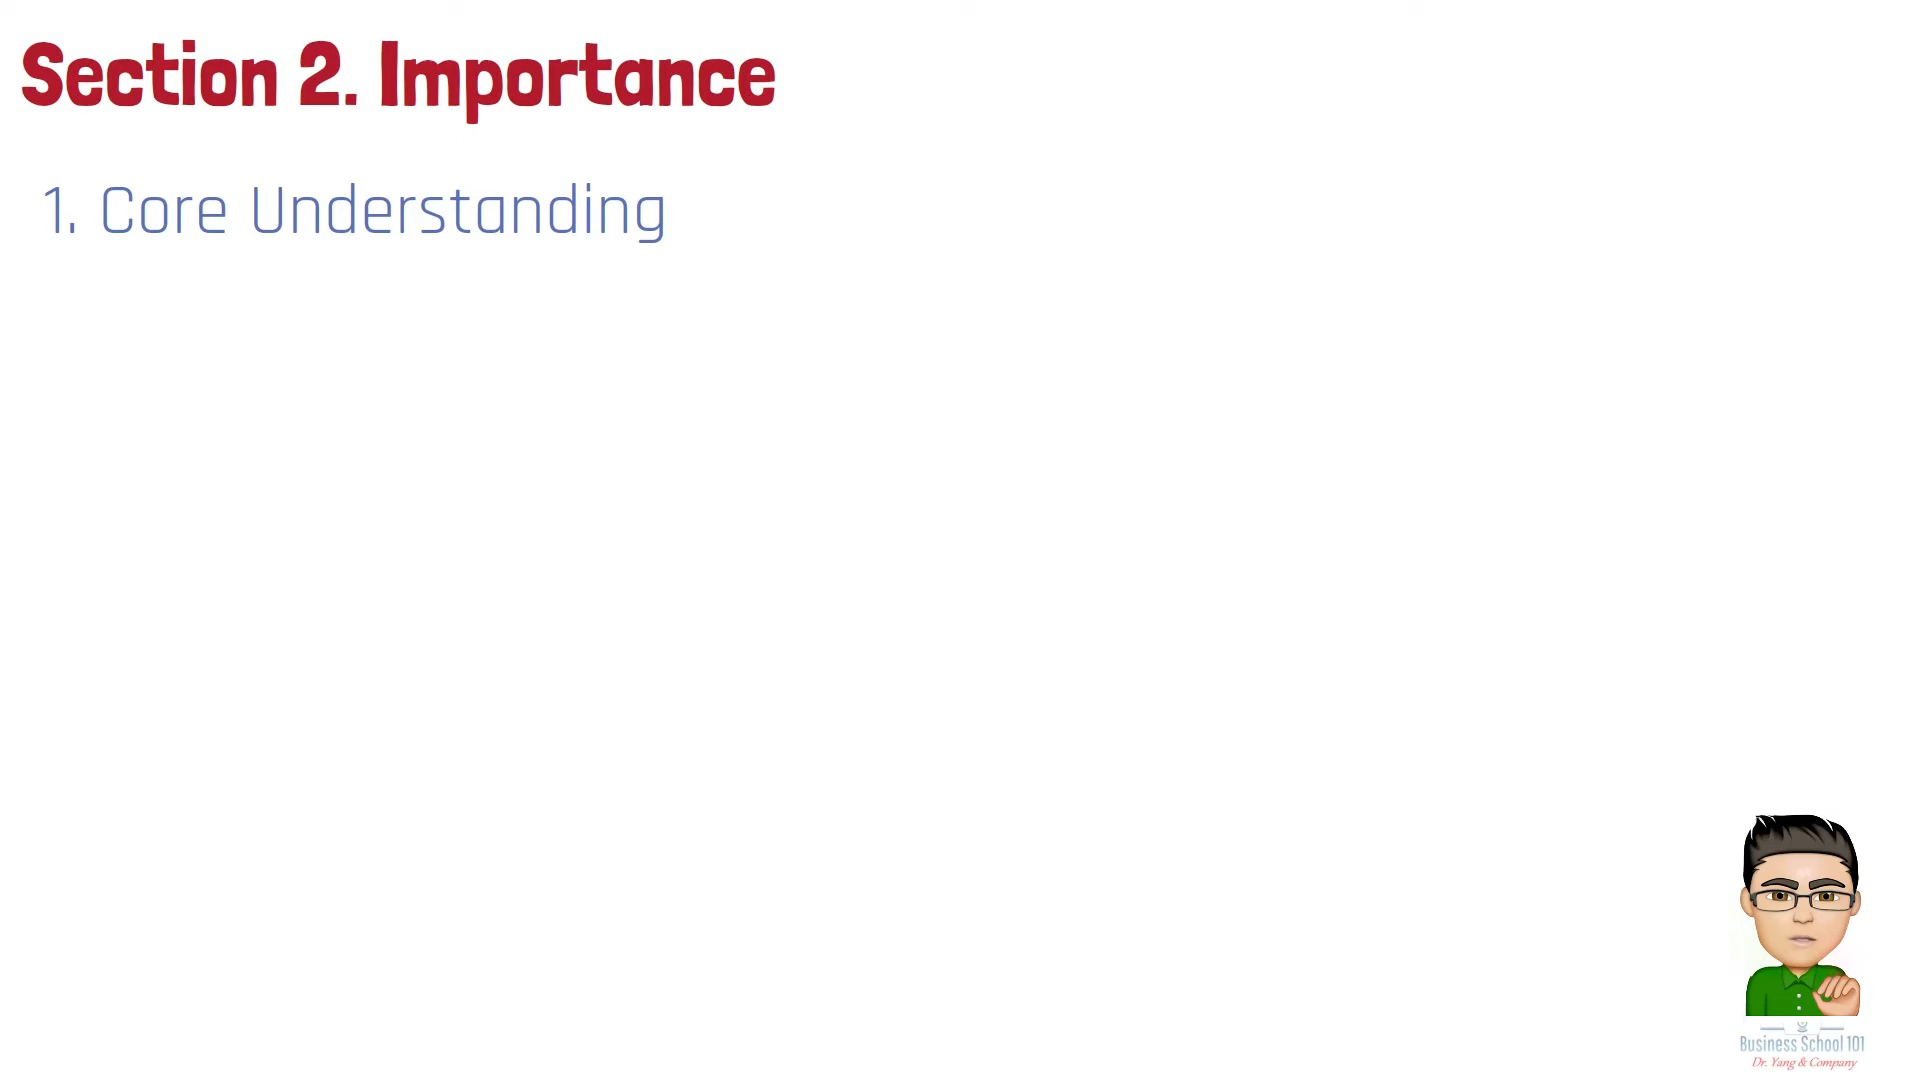 Section 2. Importance
1. Core Understanding
Business School 101
Dr. Yang & Company